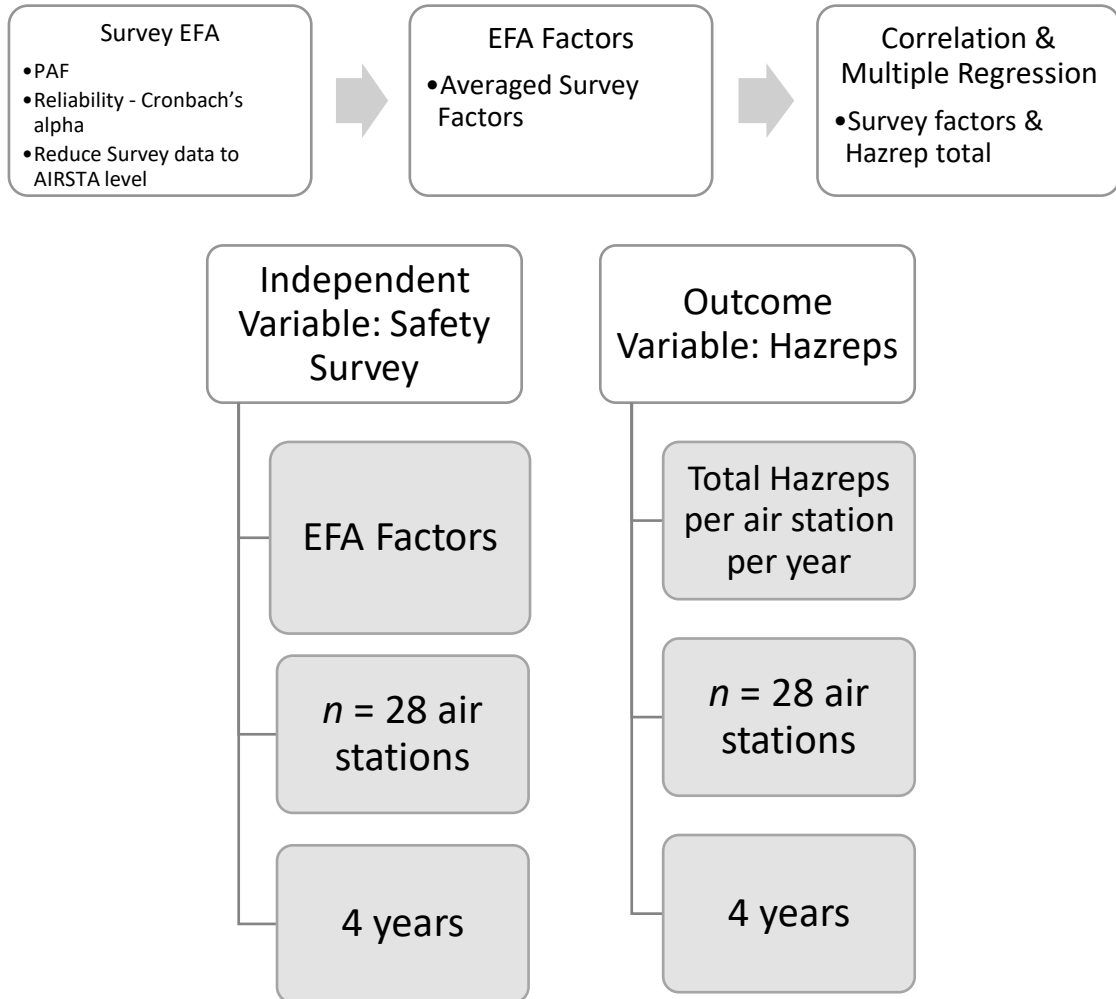 Survey EFA
•PAF
•Reliability - Cronbach's
alpha
•Reduce Survey data to
AIRSTA level
EFA Factors
•Averaged Survey
Factors
Correlation &
Multiple Regression
•Survey factors &
Hazrep total
Independent
Variable: Safety
Survey
EFA Factors
n = 28 air
stations
4 years
Outcome
Variable: Hazreps
Total Hazreps
per air station
per year
n = 28 air
stations
4 years